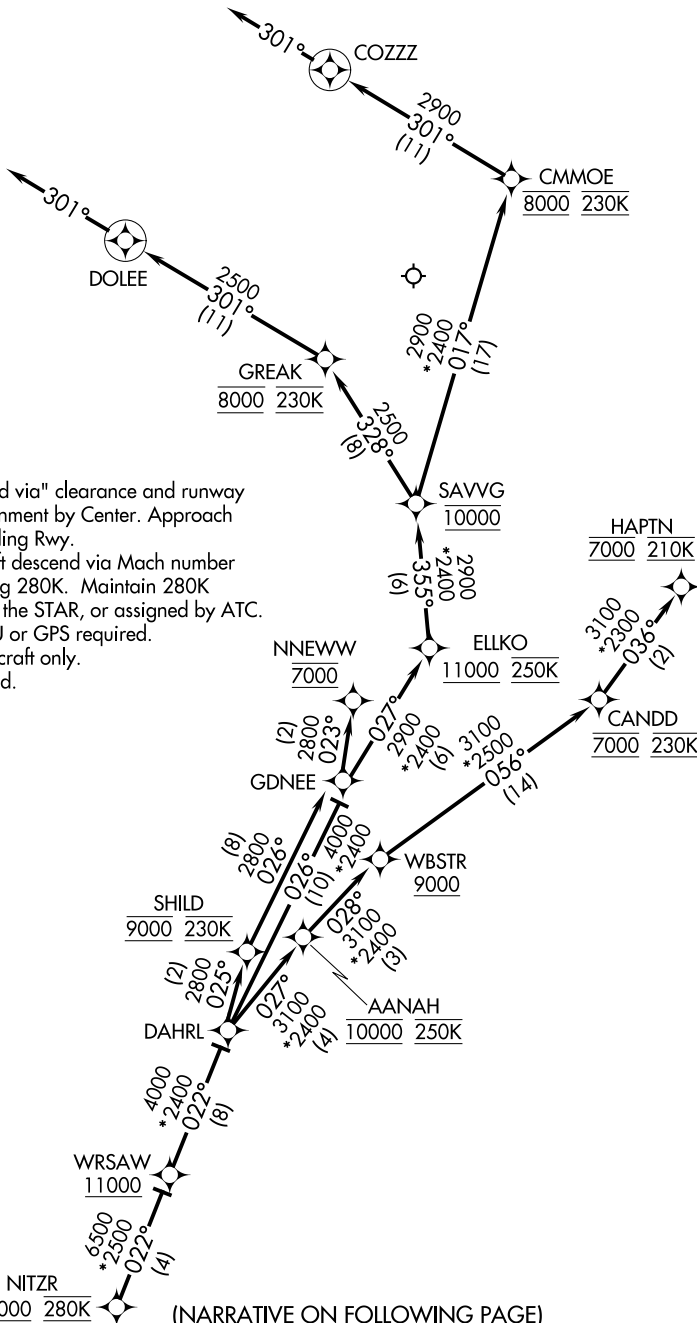 301°
COZZZ
2900
301°
(11)
CMMOE
8000 230K
301°
DOLEE
2500
301°
(11)
2900
*2400
017°
(17)
GREAK
8000 230K
2500
328°
(8)
SAVVG
10000
HAPTN
7000 210K
d via" clearance and runway
nment by Center. Approach
ling Rwy.
ft descend via Mach number
g 280K. Maintain 280K
the STAR, or assigned by ATC.
U or GPS required.
craft only.
d.
2900
*2400
355°
(6)
3100
*2300
036°
(2)
NNEWW
7000
ELLKO
11000 250K
(2)
2800
023°
027°
2900
*2400
(6)
CANDD
7000 230K
3100
*2500
056°
(14)
GDNEE
(8)
2800
026°
4000
*2400
026°
(10)
WBSTR
9000
SHILD
9000 230K
028°
3100
*2400
(3)
(2)
2800
025°
027°
3100
*2400
(4)
AANAH
10000 250K
DAHRL
4000
*2400
022°
(8)
WRSAW
11000
6500
*2500
022°
(4)
NITZR
000 280K
(NARRATIVE ON FOLLOWING PAGE)